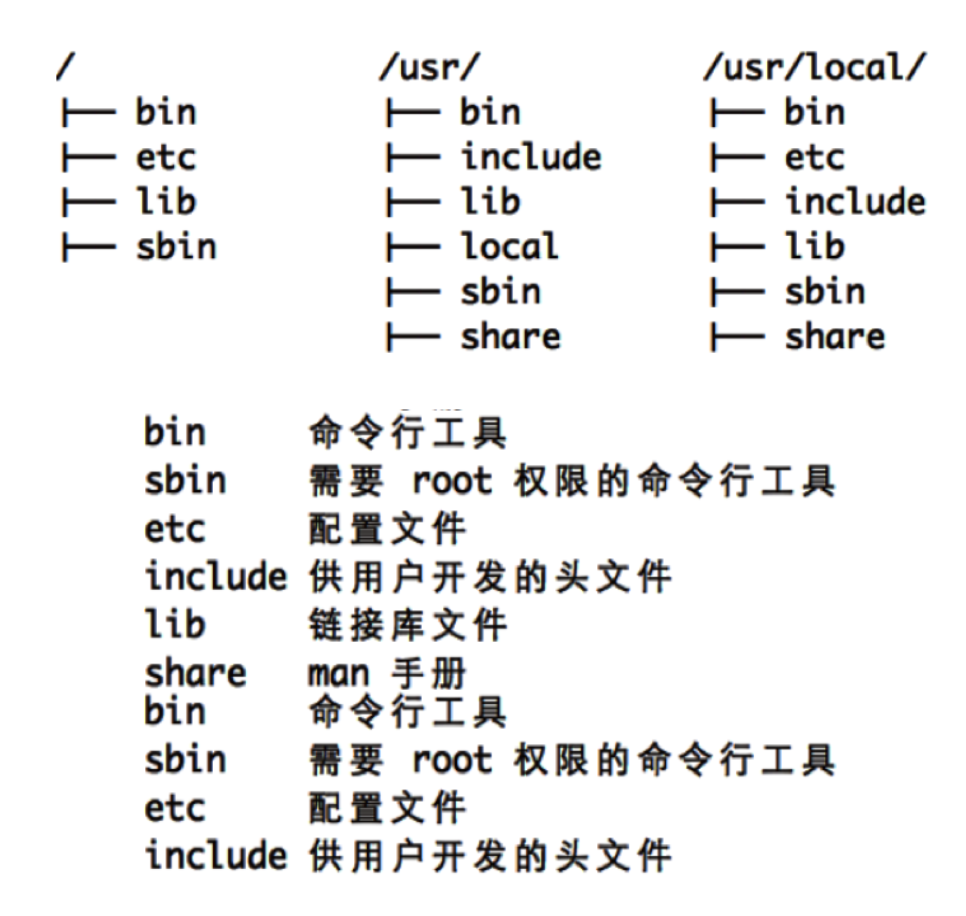 /
├── bin
├── etc
├── lib
├── sbin
/usr/
├── bin
├── include
├── lib
├── local
├── sbin
├── share
/usr/local/
├── bin
├── etc
├── include
├── lib
├── sbin
├── share
bin 命令行工具
sbin 需要 root 权限的命令行工具
etc 配置文件
include 供用户开发的头文件
lib 链接库文件
share man 手册
bin 命令行工具
sbin 需要 root 权限的命令行工具
etc 配置文件
include 供用户开发的头文件